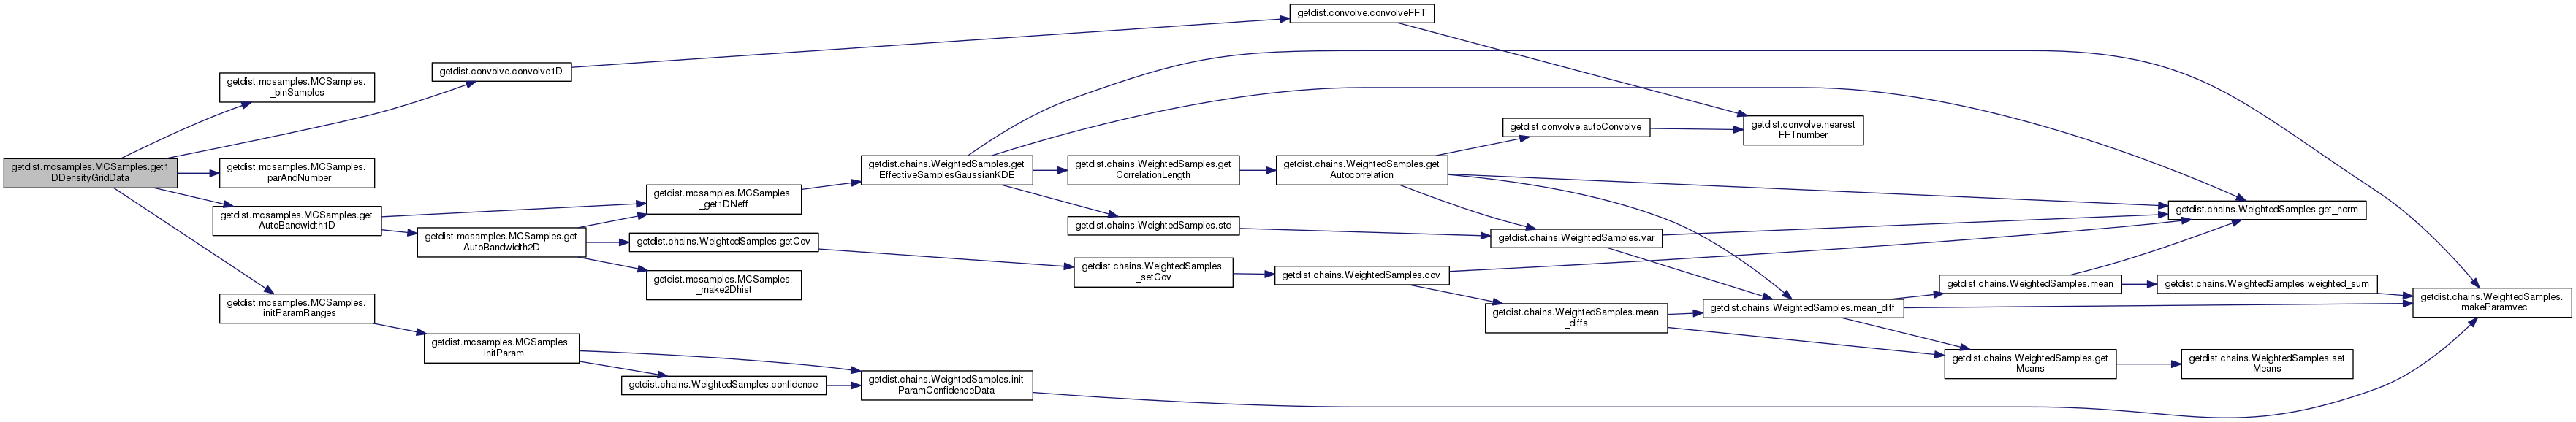 getdist.mcsamples.MCSamples.get1
DDensityGridData
getdist.mcsamples.MCSamples.
_binSamples
getdist.convolve.convolve1D
getdist.convolve.convolveFFT
getdist.convolve.nearest
FFTnumber
getdist.mcsamples.MCSamples.
_parAndNumber
getdist.mcsamples.MCSamples.get
AutoBandwidth1D
getdist.mcsamples.MCSamples.
_get1DNeff
getdist.chains.WeightedSamples.get
EffectiveSamplesGaussianKDE
getdist.chains.WeightedSamples.get
CorrelationLength
getdist.chains.WeightedSamples.get
Autocorrelation
getdist.convolve.autoConvolve
getdist.chains.WeightedSamples.get_norm
getdist.chains.WeightedSamples.std
getdist.chains.WeightedSamples.var
getdist.mcsamples.MCSamples.get
AutoBandwidth2D
getdist.chains.WeightedSamples.getCov
getdist.mcsamples.MCSamples.
_make2Dhist
getdist.chains.WeightedSamples.
_setCov
getdist.chains.WeightedSamples.cov
getdist.chains.WeightedSamples.mean
_diffs
getdist.chains.WeightedSamples.mean_diff
getdist.chains.WeightedSamples.mean
getdist.chains.WeightedSamples.weighted_sum
getdist.chains.WeightedSamples.
_makeParamvec
getdist.chains.WeightedSamples.get
Means
getdist.chains.WeightedSamples.set
Means
getdist.mcsamples.MCSamples.
_initParamRanges
getdist.mcsamples.MCSamples.
_initParam
getdist.chains.WeightedSamples.confidence
getdist.chains.WeightedSamples.init
ParamConfidenceData